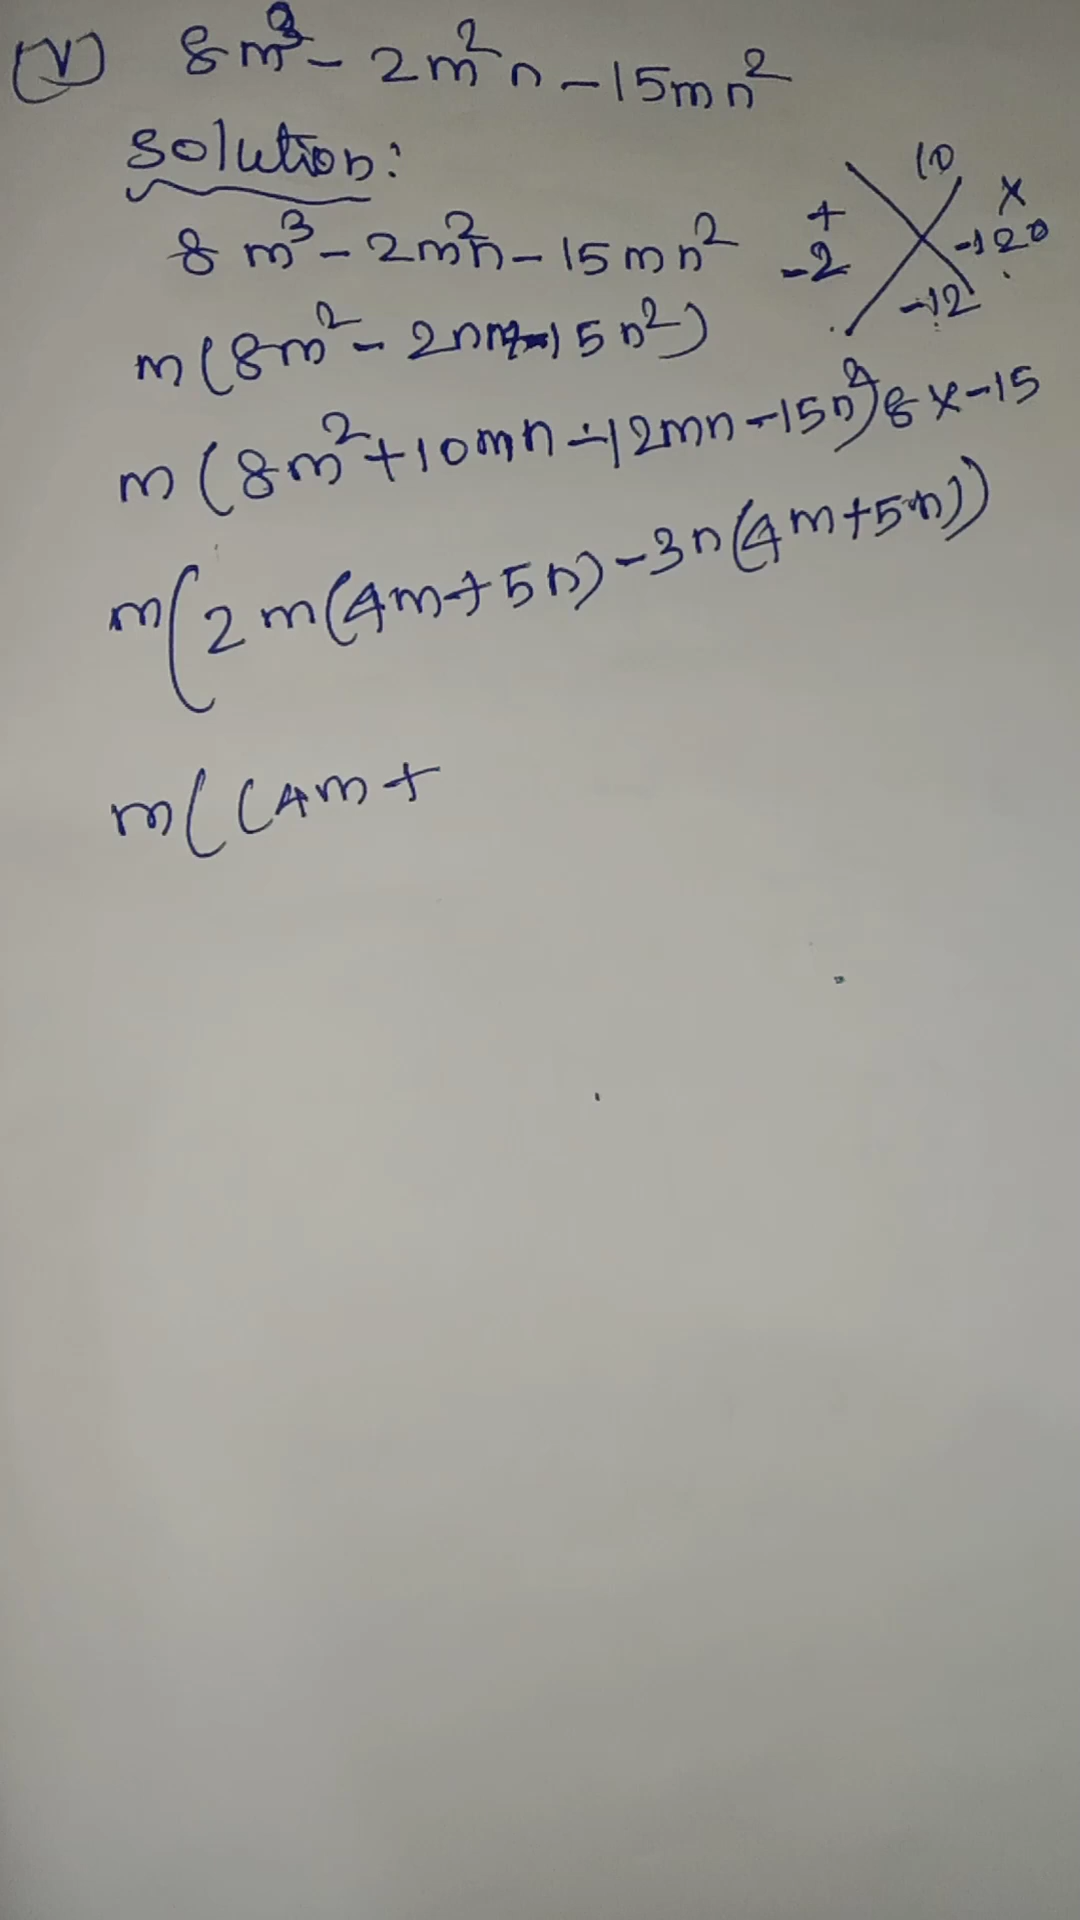 (V) 8m³ - 2m²n - 15mn²
Solution:
8m³ - 2m²n - 15mn²
m(8m² - 2nm - 15n²)
m(8m² + 10mn - 12mn - 15n²)
m(2m(4m + 5n) - 3n(4m + 5n))
m((4m +
10
+ x
-2 -120
-12
8 x -15